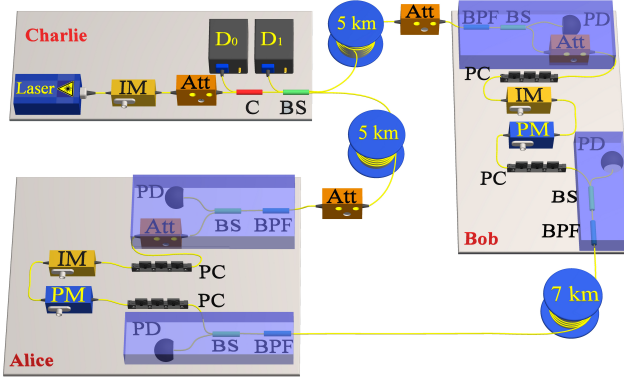 Charlie
D₀
D₁
Laser
IM
Att
C
BS
5 km
Att
BPF
BS
PD
Att
PC
IM
PM
PC
PD
BS
BPF
Bob
5 km
Att
PD
Att
BS
BPF
PC
IM
PM
PC
PD
BS
BPF
Alice
7 km